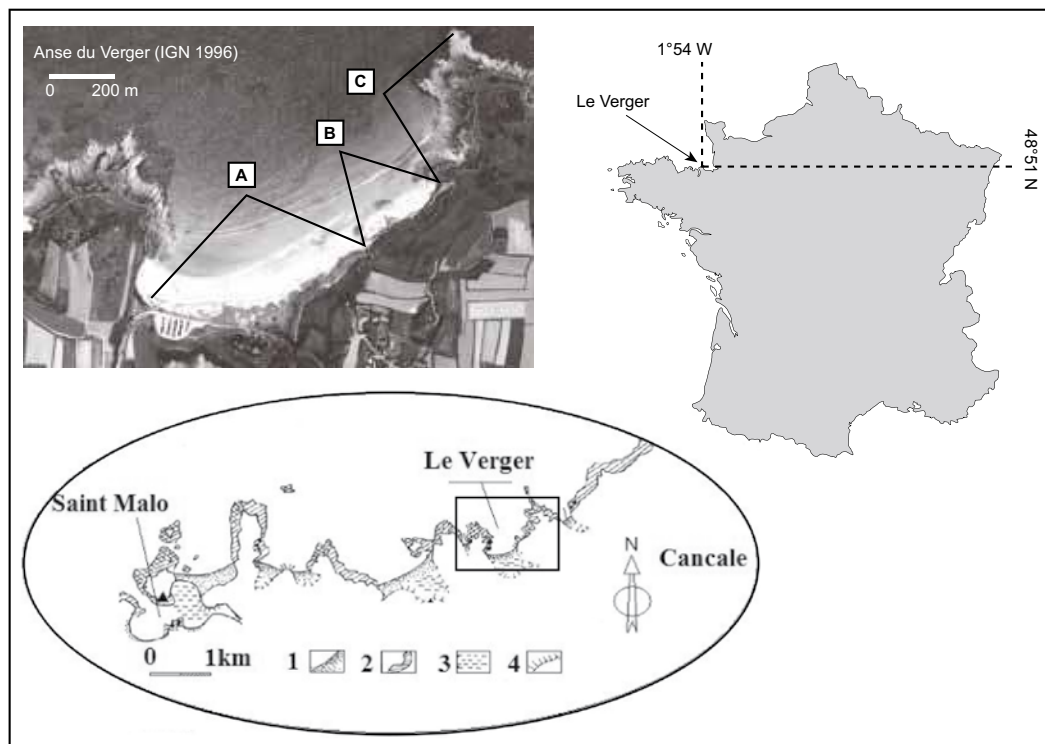 Anse du Verger (IGN 1996)
0 200 m
A
B
C
1°54 W
Le Verger
48°51 N
Le Verger
Saint Malo
Cancale
N
0 1km
1
2
3
4